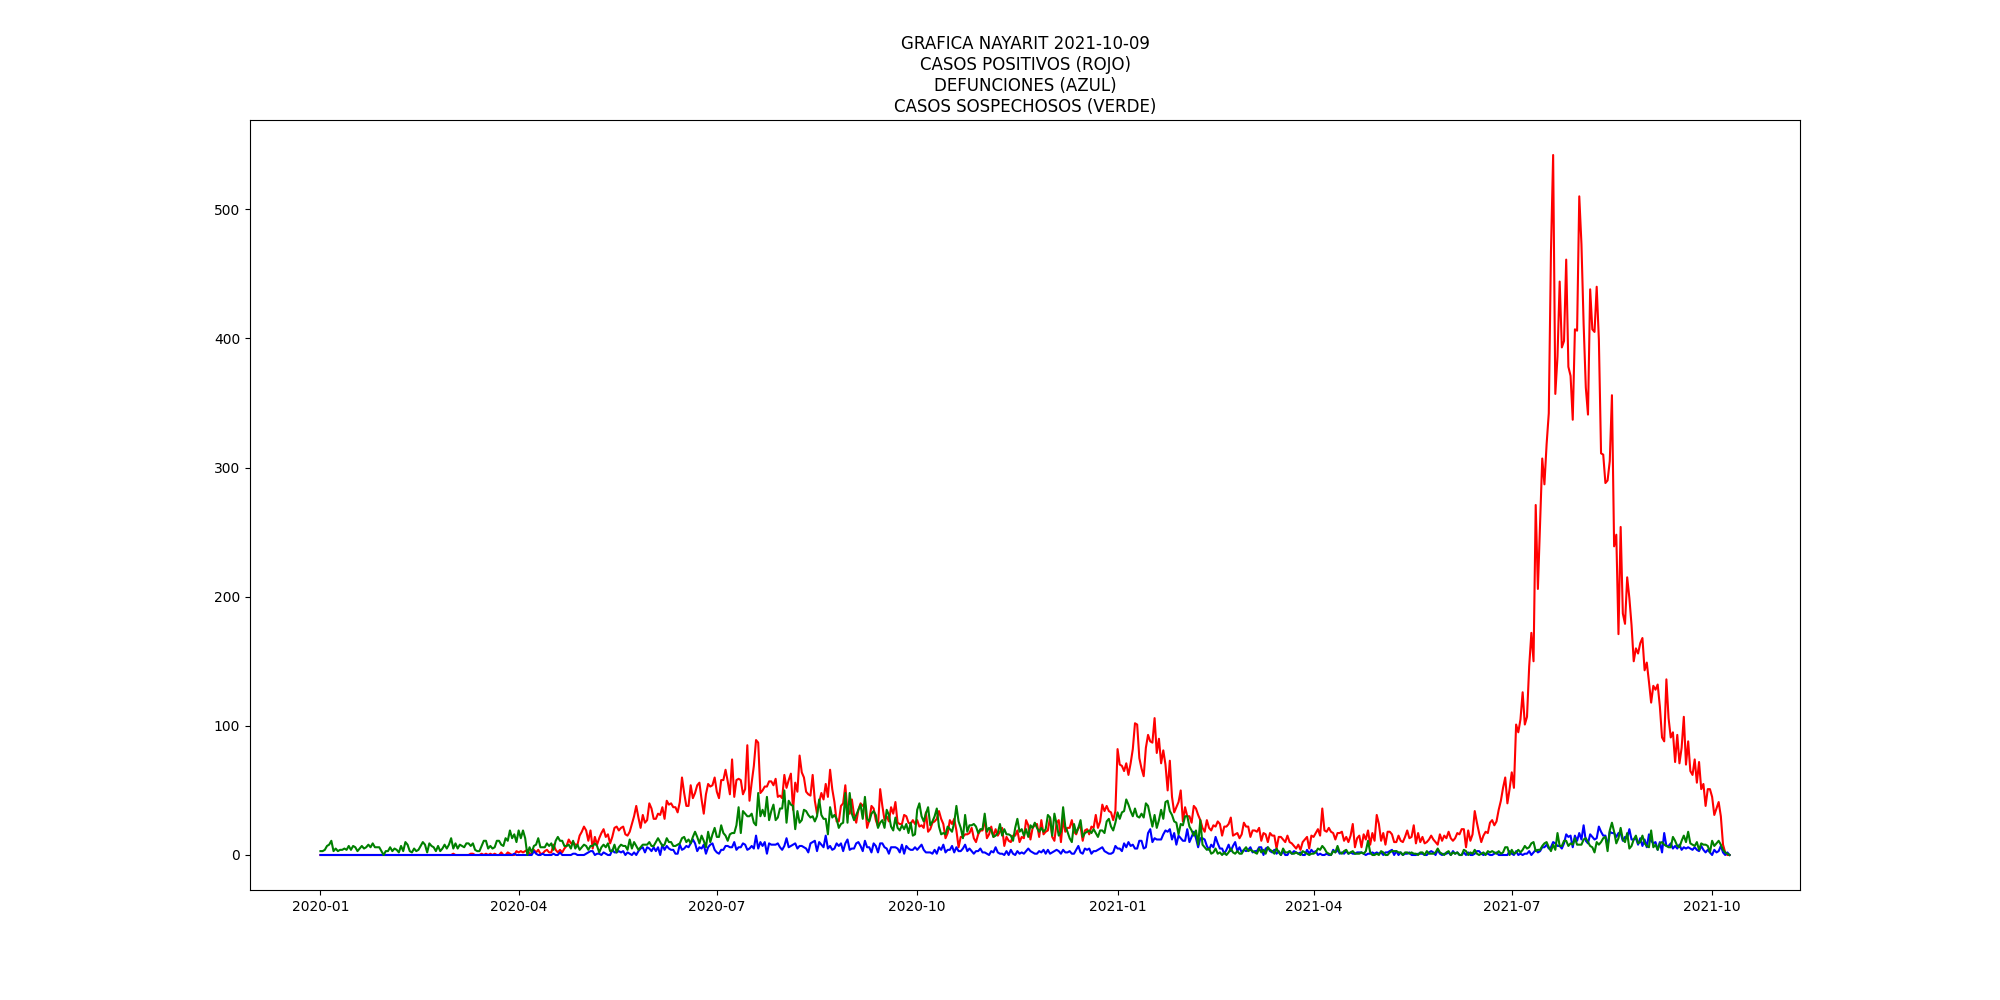 GRAFICA NAYARIT 2021-10-09
CASOS POSITIVOS (ROJO)
DEFUNCIONES (AZUL)
CASOS SOSPECHOSOS (VERDE)
500
400
300
200
100
0
2020-01 2020-04 2020-07 2020-10 2021-01 2021-04 2021-07 2021-10